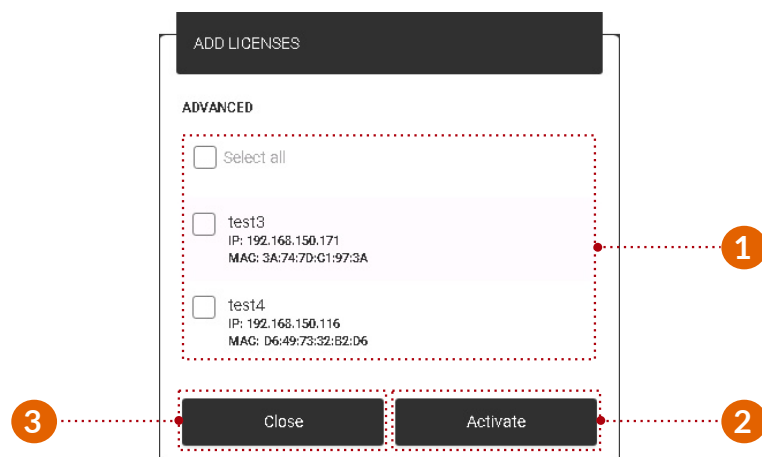 ADD LICENSES
ADVANCED
Select all
test3
IP: 192.168.150.171
MAC: 3A:74:7D:C1:97:3A
1
test4
IP: 192.168.150.116
MAC: D6:49:73:32:B2:D6
3
Close
Activate
2